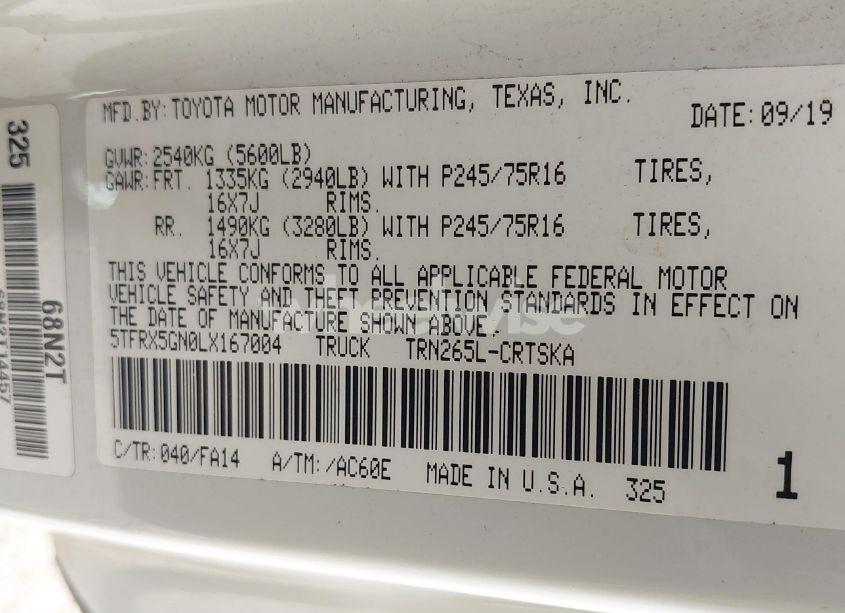 MFD.BY: TOYOTA MOTOR MANUFACTURING, TEXAS, INC.
DATE: 09/19
GVWR: 2540KG (5600LB)
GAWR: FRT. 1335KG (2940LB) WITH P245/75R16 TIRES,
16X7J RIMS.
RR. 1490KG (3280LB) WITH P245/75R16 TIRES,
16X7J RIMS.
THIS VEHICLE CONFORMS TO ALL APPLICABLE FEDERAL MOTOR
VEHICLE SAFETY AND THEFT PREVENTION STANDARDS IN EFFECT ON
THE DATE OF MANUFACTURE SHOWN ABOVE.
5TFRX5GN0LX167004 TRUCK TRN265L-CRTSKA
C/TR: 040/FA14 A/TM: /AC60E MADE IN U.S.A. 325 1
325
68N2T
68N2T14457